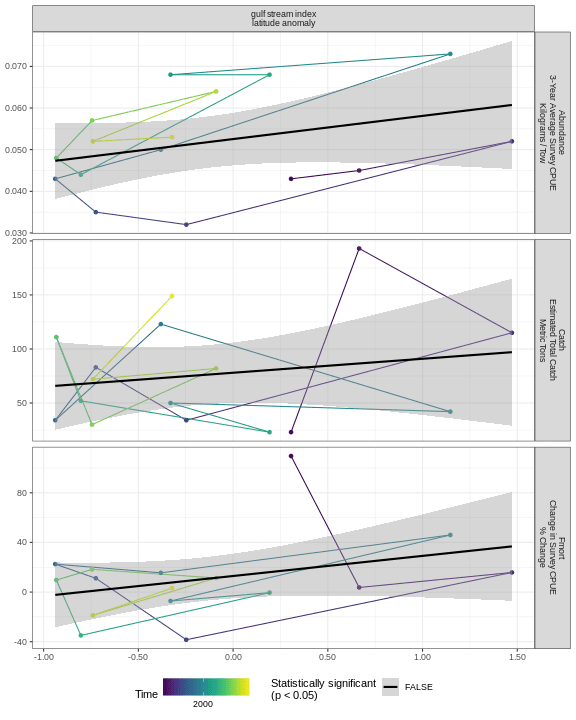 gulf stream index
latitude anomaly
0.070
0.060
0.050
0.040
0.030
Abundance
3-Year Average Survey CPUE
Kilograms / Tow
200
150
100
50
Catch
Estimated Total Catch
Metric Tons
80
40
0
-40
Fmort
Change in Survey CPUE
% Change
-1.00 -0.50 0.00 0.50 1.00 1.50
Time
2000
Statistically significant
(p < 0.05)
FALSE